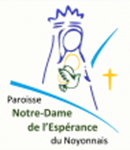 Paroisse
Notre-Dame
de l'Espérance
du Noyonnais